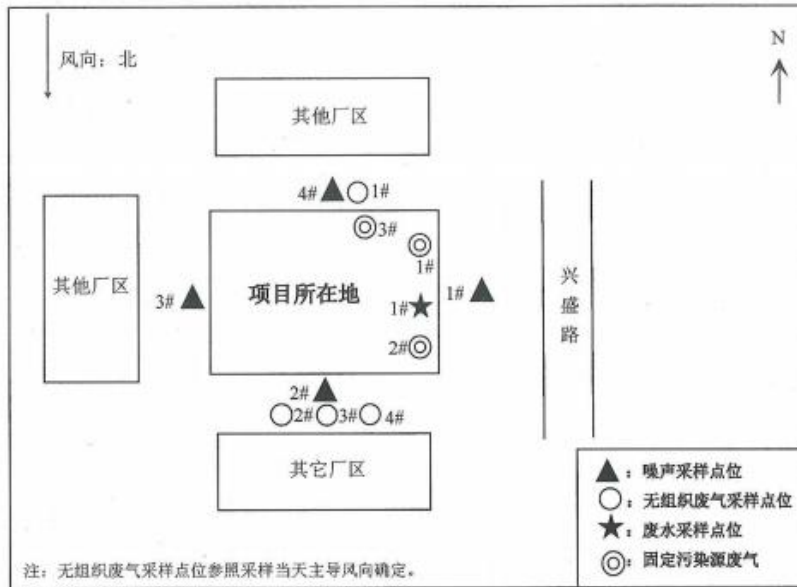 风向：北
N
其他厂区
4#
1#
3#
1#
其他厂区
3#
项目所在地
1#
1#
兴盛路
2#
2#
2#
3#
4#
其它厂区
：噪声采样点位
：无组织废气采样点位
：废水采样点位
：固定污染源废气
注：无组织废气采样点位参照采样当天主导风向确定。